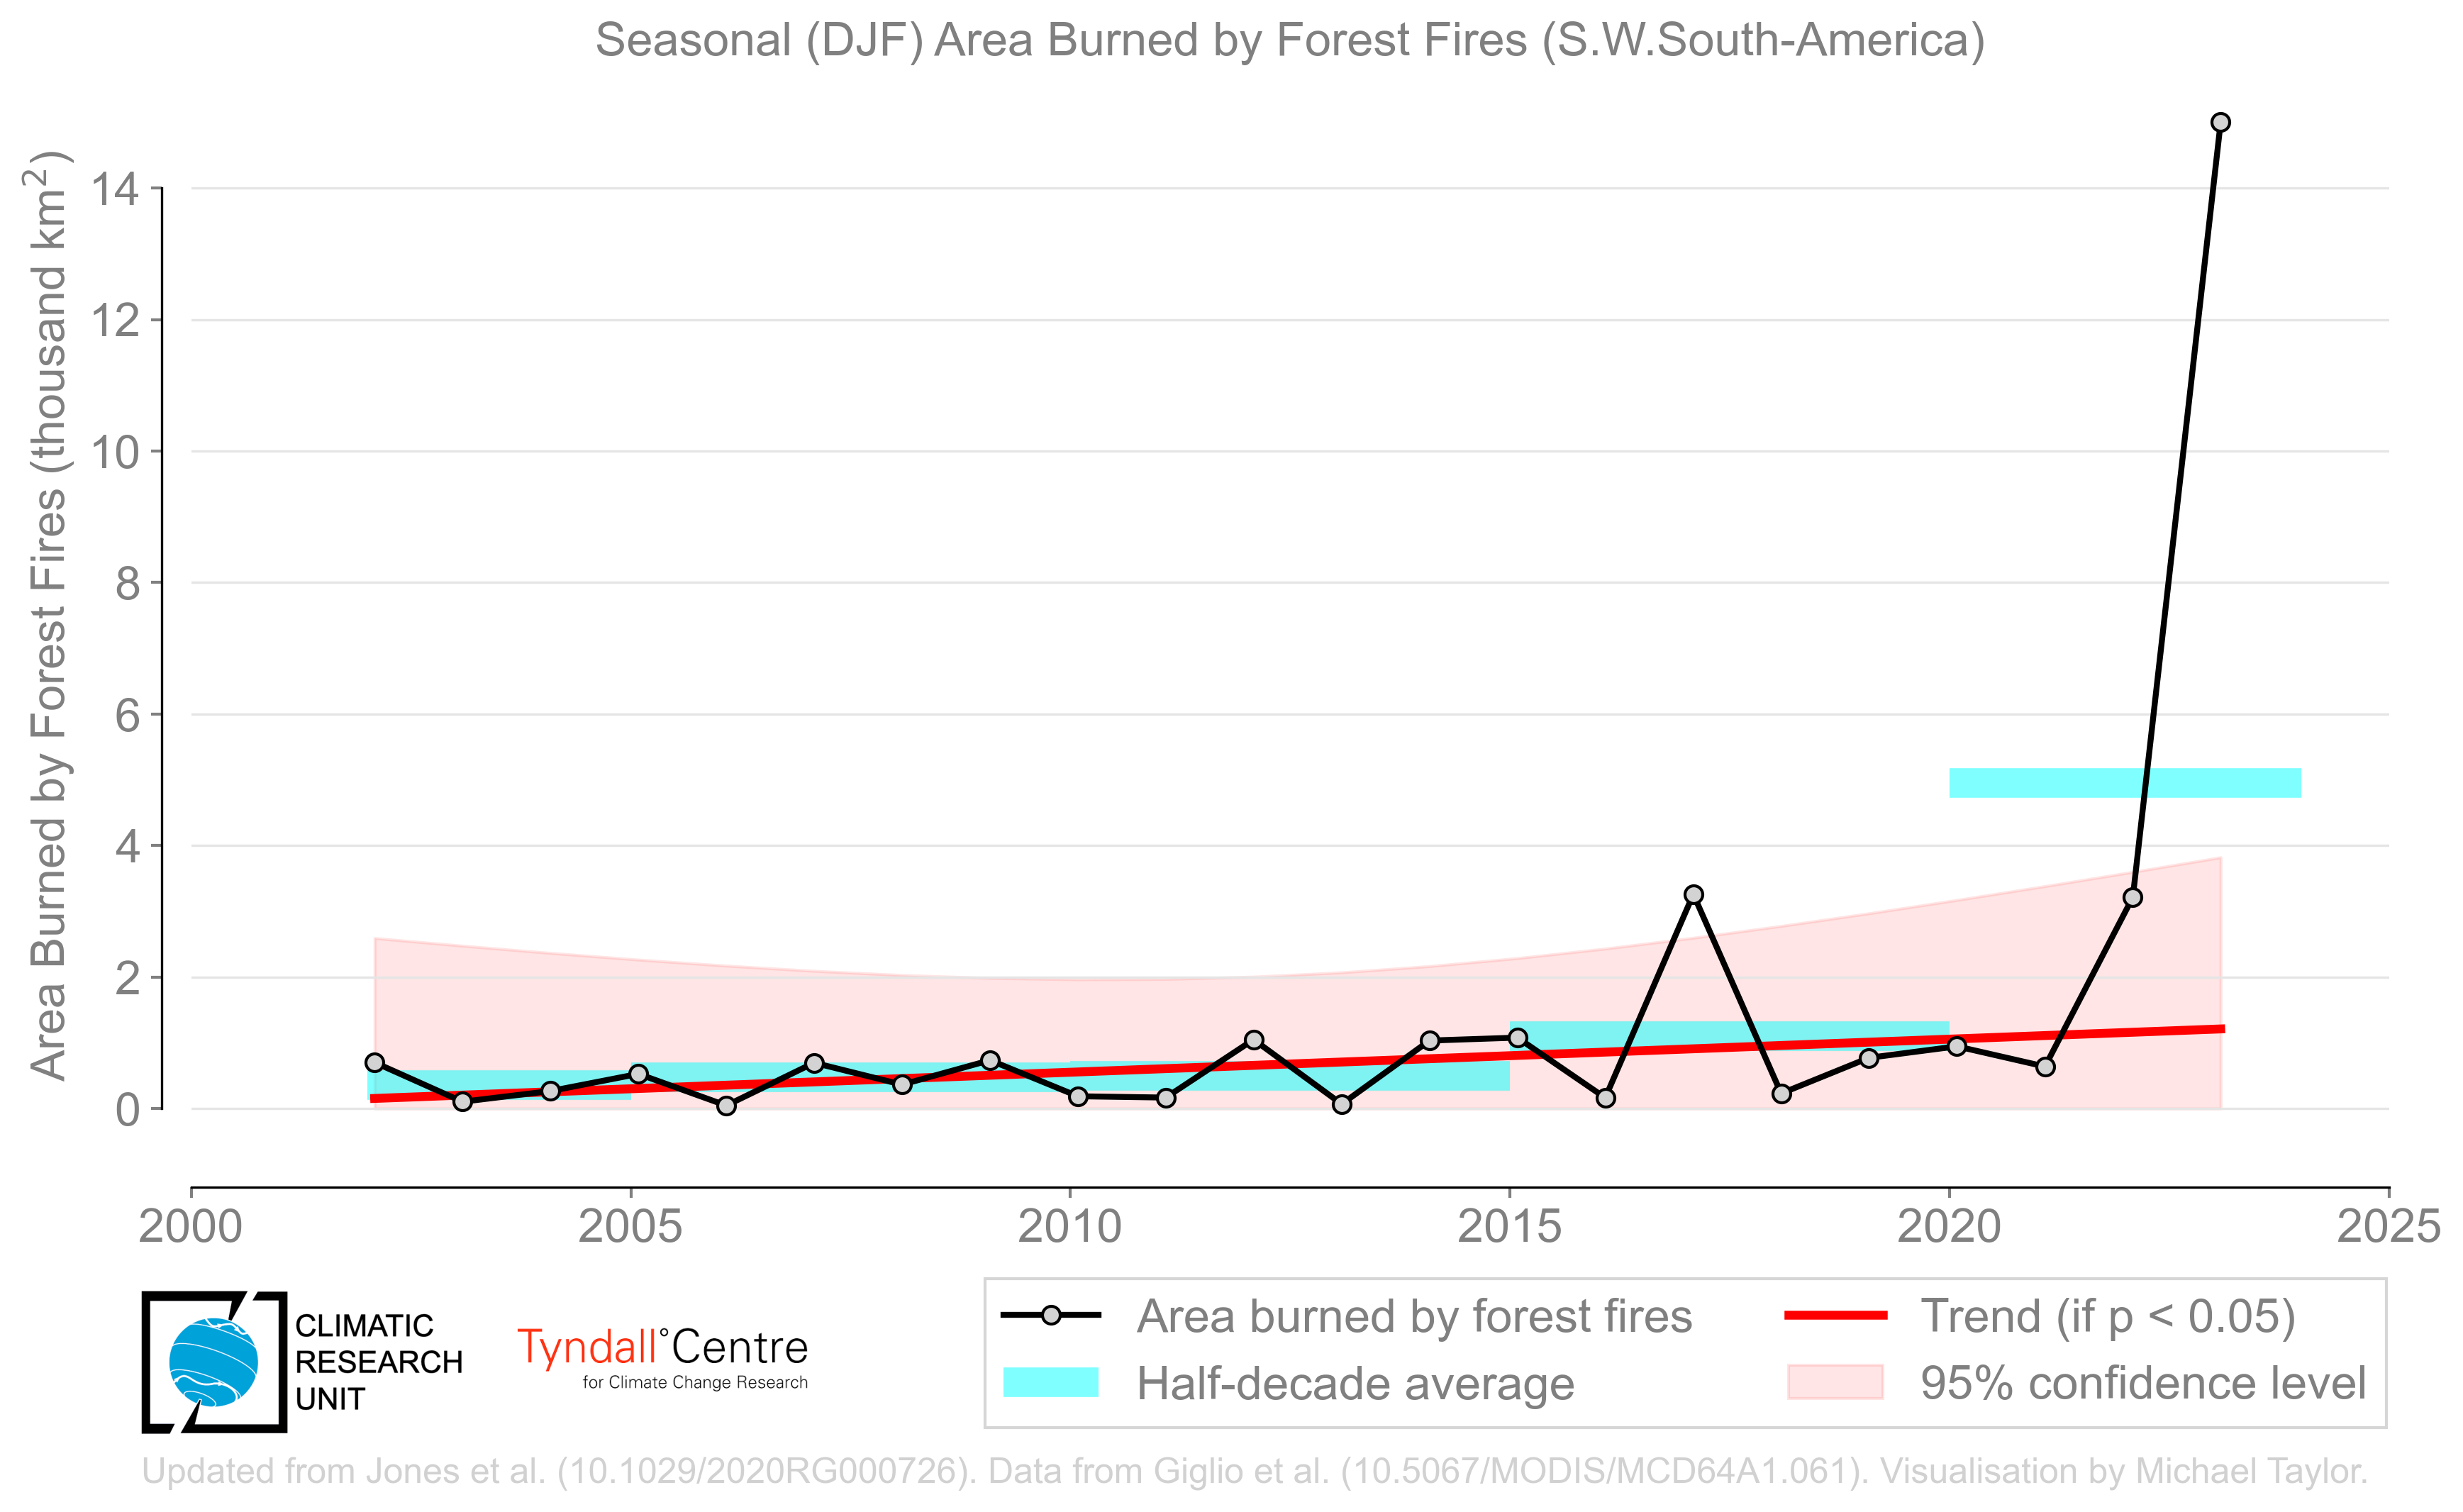 Seasonal (DJF) Area Burned by Forest Fires (S.W.South-America)
Area Burned by Forest Fires (thousand km²)
14
12
10
8
6
4
2
0
2000 2005 2010 2015 2020 2025
CLIMATIC
RESEARCH
UNIT
Tyndall°Centre
for Climate Change Research
Area burned by forest fires
Half-decade average
Trend (if p < 0.05)
95% confidence level
Updated from Jones et al. (10.1029/2020RG000726). Data from Giglio et al. (10.5067/MODIS/MCD64A1.061). Visualisation by Michael Taylor.